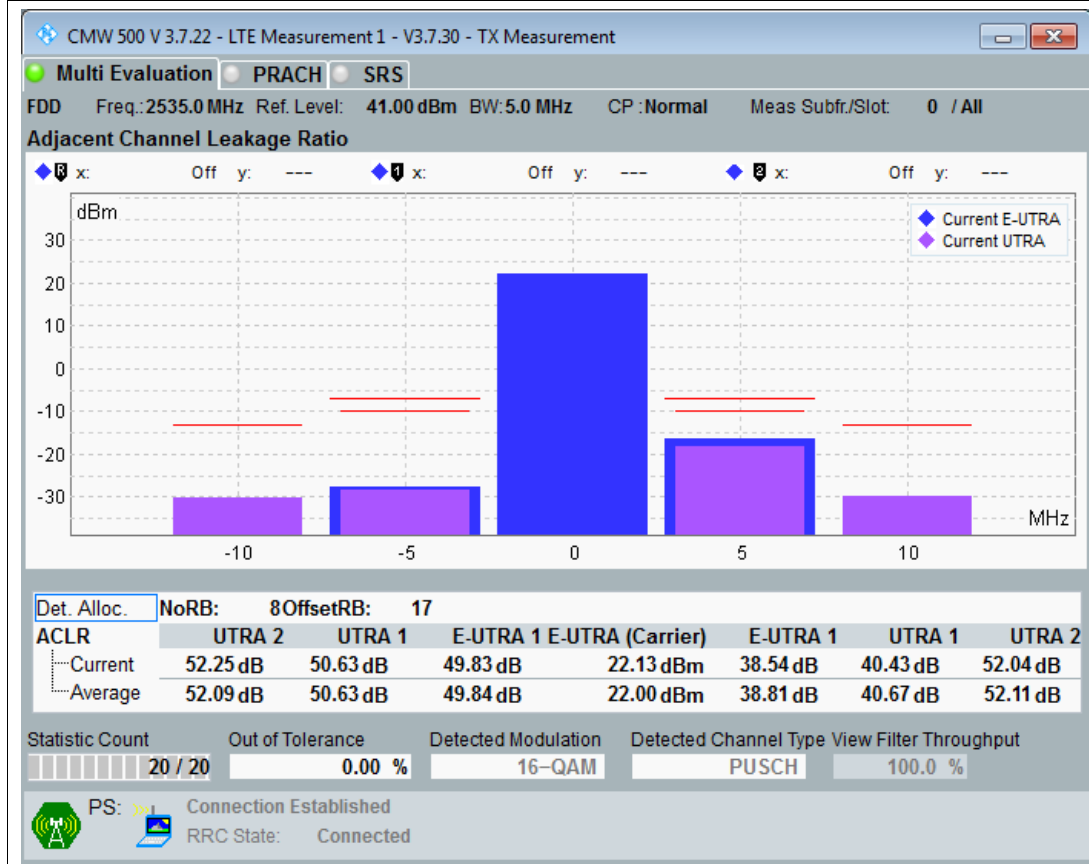 CMW 500 V 3.7.22 - LTE Measurement 1 - V3.7.30 - TX Measurement
Multi Evaluation PRACH SRS
FDD Freq.: 2535.0 MHz Ref. Level: 41.00 dBm BW: 5.0 MHz CP : Normal Meas Subfr./Slot: 0 / All
Adjacent Channel Leakage Ratio
R x: Off y: --- 1 x: Off y: --- 2 x: Off y: ---
dBm
Current E-UTRA
Current UTRA
30
20
10
0
-10
-20
-30
MHz
-10 -5 0 5 10
Det. Alloc. NoRB: 8 OffsetRB: 17
ACLR UTRA 2 UTRA 1 E-UTRA 1 E-UTRA (Carrier) E-UTRA 1 UTRA 1 UTRA 2
Current 52.25 dB 50.63 dB 49.83 dB 22.13 dBm 38.54 dB 40.43 dB 52.04 dB
Average 52.09 dB 50.63 dB 49.84 dB 22.00 dBm 38.81 dB 40.67 dB 52.11 dB
Statistic Count Out of Tolerance Detected Modulation Detected Channel Type View Filter Throughput
20 / 20 0.00 % 16-QAM PUSCH 100.0 %
PS: Connection Established
RRC State: Connected